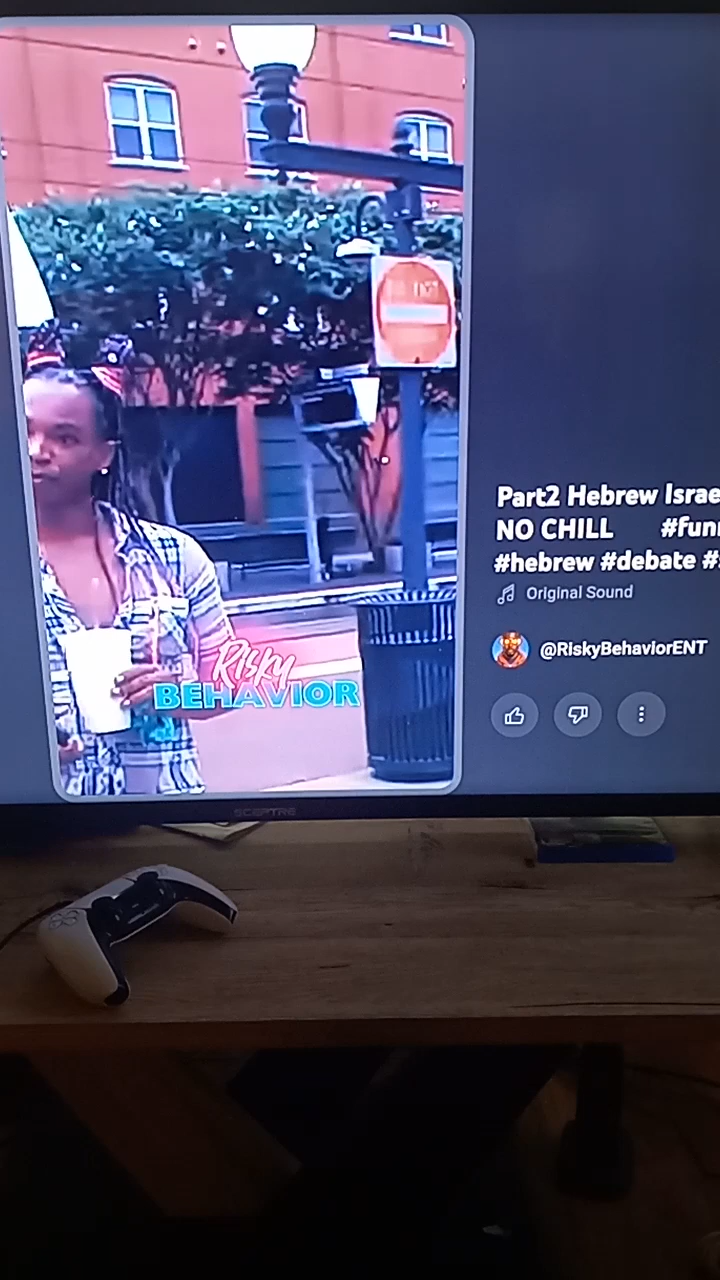 Risky
BEHAVIOR
Part2 Hebrew Israe
NO CHILL #fun
#hebrew #debate #
Original Sound
@RiskyBehaviorENT
SCEPTRE